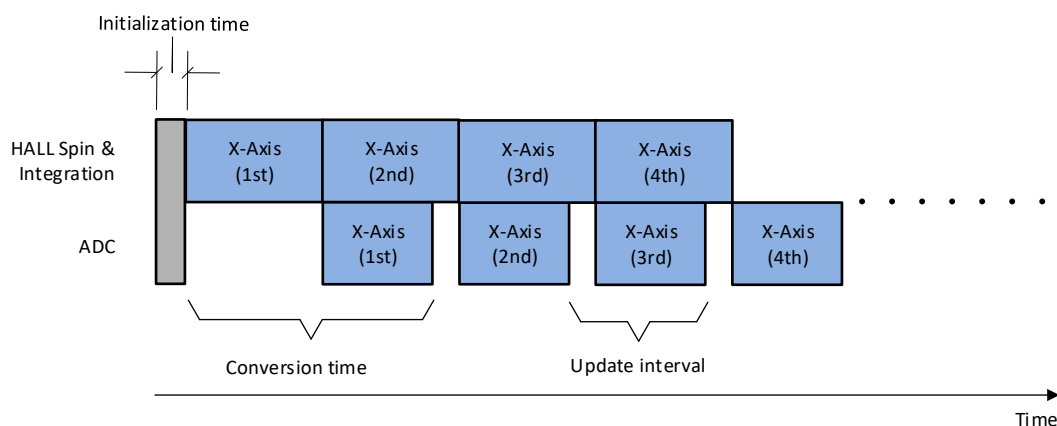 Initialization time
HALL Spin &
Integration
X-Axis
(1st)
X-Axis
(2nd)
X-Axis
(3rd)
X-Axis
(4th)
ADC
X-Axis
(1st)
X-Axis
(2nd)
X-Axis
(3rd)
X-Axis
(4th)
Conversion time
Update interval
Time